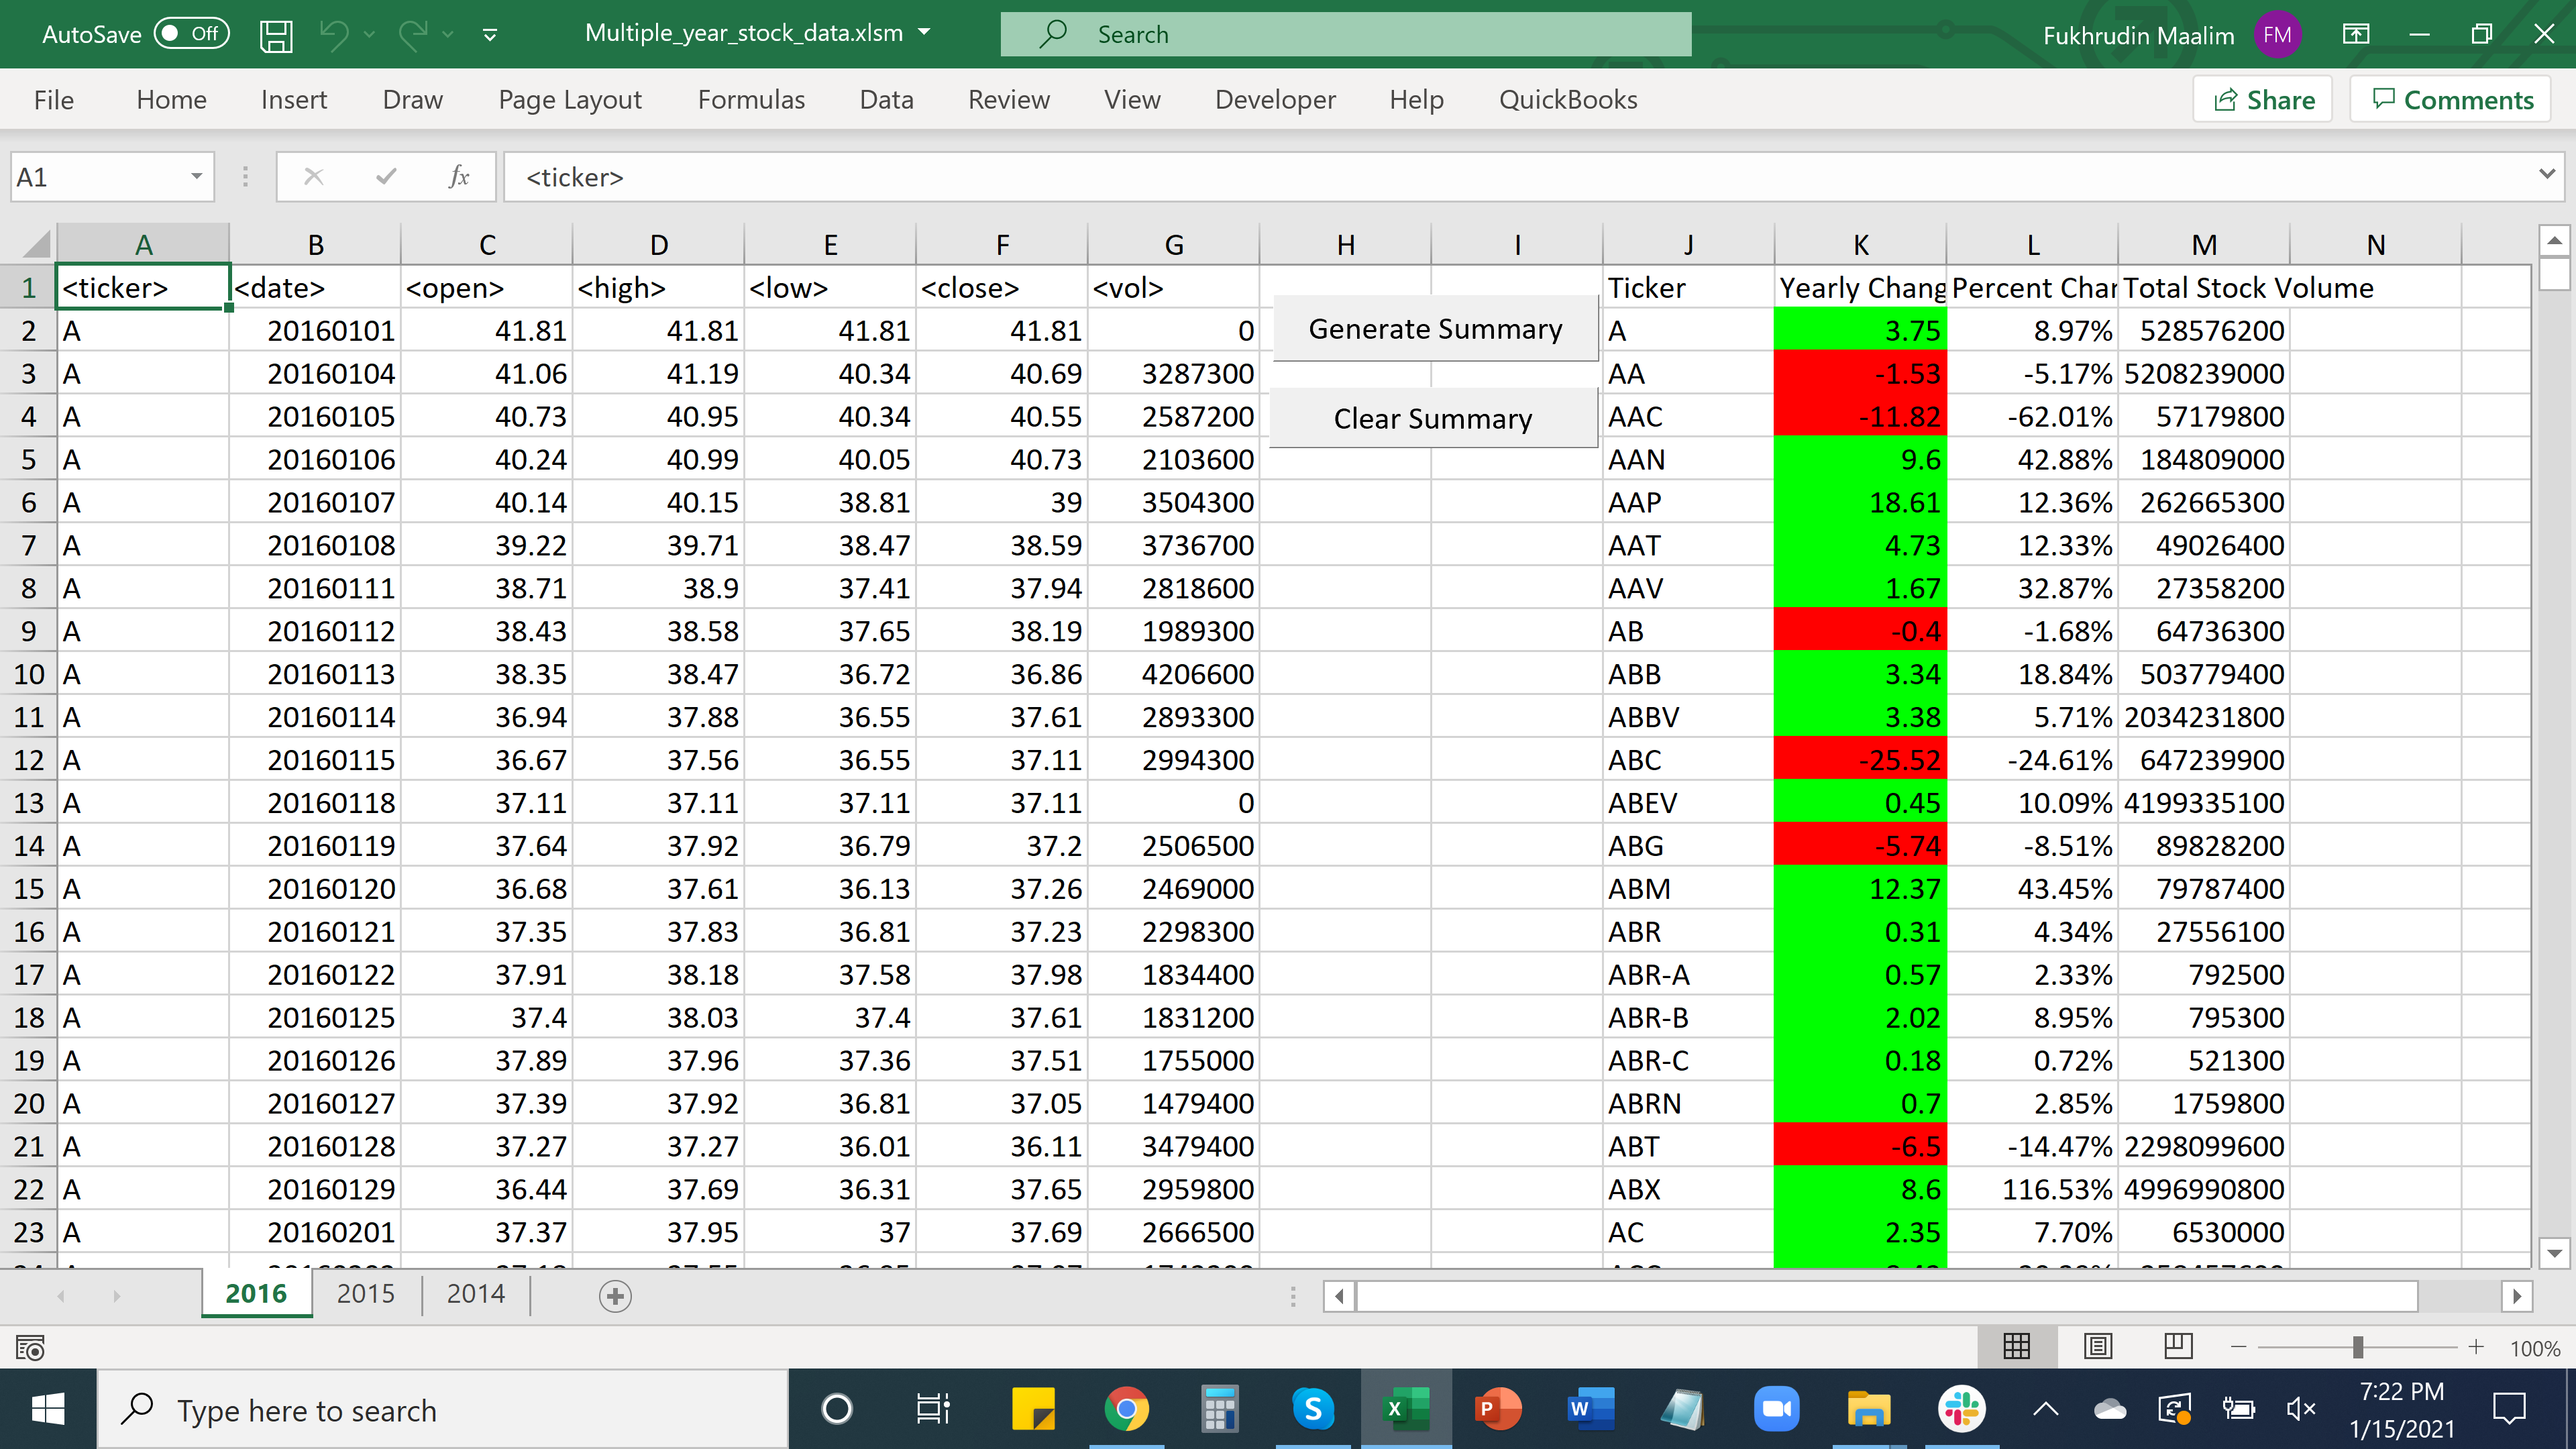 AutoSave Off Multiple_year_stock_data.xlsm Search Fukhrudin Maalim FM
File Home Insert Draw Page Layout Formulas Data Review View Developer Help QuickBooks Share Comments
A1 fx <ticker>
A B C D E F G H I J K L M N
1 <ticker> <date> <open> <high> <low> <close> <vol> Ticker Yearly Chang Percent Char Total Stock Volume
2 A 20160101 41.81 41.81 41.81 41.81 0 Generate Summary A 3.75 8.97% 528576200
3 A 20160104 41.06 41.19 40.34 40.69 3287300 AA -1.53 -5.17% 5208239000
4 A 20160105 40.73 40.95 40.34 40.55 2587200 Clear Summary AAC -11.82 -62.01% 57179800
5 A 20160106 40.24 40.99 40.05 40.73 2103600 AAN 9.6 42.88% 184809000
6 A 20160107 40.14 40.15 38.81 39 3504300 AAP 18.61 12.36% 262665300
7 A 20160108 39.22 39.71 38.47 38.59 3736700 AAT 4.73 12.33% 49026400
8 A 20160111 38.71 38.9 37.41 37.94 2818600 AAV 1.67 32.87% 27358200
9 A 20160112 38.43 38.58 37.65 38.19 1989300 AB -0.4 -1.68% 64736300
10 A 20160113 38.35 38.47 36.72 36.86 4206600 ABB 3.34 18.84% 503779400
11 A 20160114 36.94 37.88 36.55 37.61 2893300 ABBV 3.38 5.71% 2034231800
12 A 20160115 36.67 37.56 36.55 37.11 2994300 ABC -25.52 -24.61% 647239900
13 A 20160118 37.11 37.11 37.11 37.11 0 ABEV 0.45 10.09% 4199335100
14 A 20160119 37.64 37.92 36.79 37.2 2506500 ABG -5.74 -8.51% 89828200
15 A 20160120 36.68 37.61 36.13 37.26 2469000 ABM 12.37 43.45% 79787400
16 A 20160121 37.35 37.83 36.81 37.23 2298300 ABR 0.31 4.34% 27556100
17 A 20160122 37.91 38.18 37.58 37.98 1834400 ABR-A 0.57 2.33% 792500
18 A 20160125 37.4 38.03 37.4 37.61 1831200 ABR-B 2.02 8.95% 795300
19 A 20160126 37.89 37.96 37.36 37.51 1755000 ABR-C 0.18 0.72% 521300
20 A 20160127 37.39 37.92 36.81 37.05 1479400 ABRN 0.7 2.85% 1759800
21 A 20160128 37.27 37.27 36.01 36.11 3479400 ABT -6.5 -14.47% 2298099600
22 A 20160129 36.44 37.69 36.31 37.65 2959800 ABX 8.6 116.53% 4996990800
23 A 20160201 37.37 37.95 37 37.69 2666500 AC 2.35 7.70% 6530000
2016 2015 2014
100%
Type here to search 7:22 PM
1/15/2021